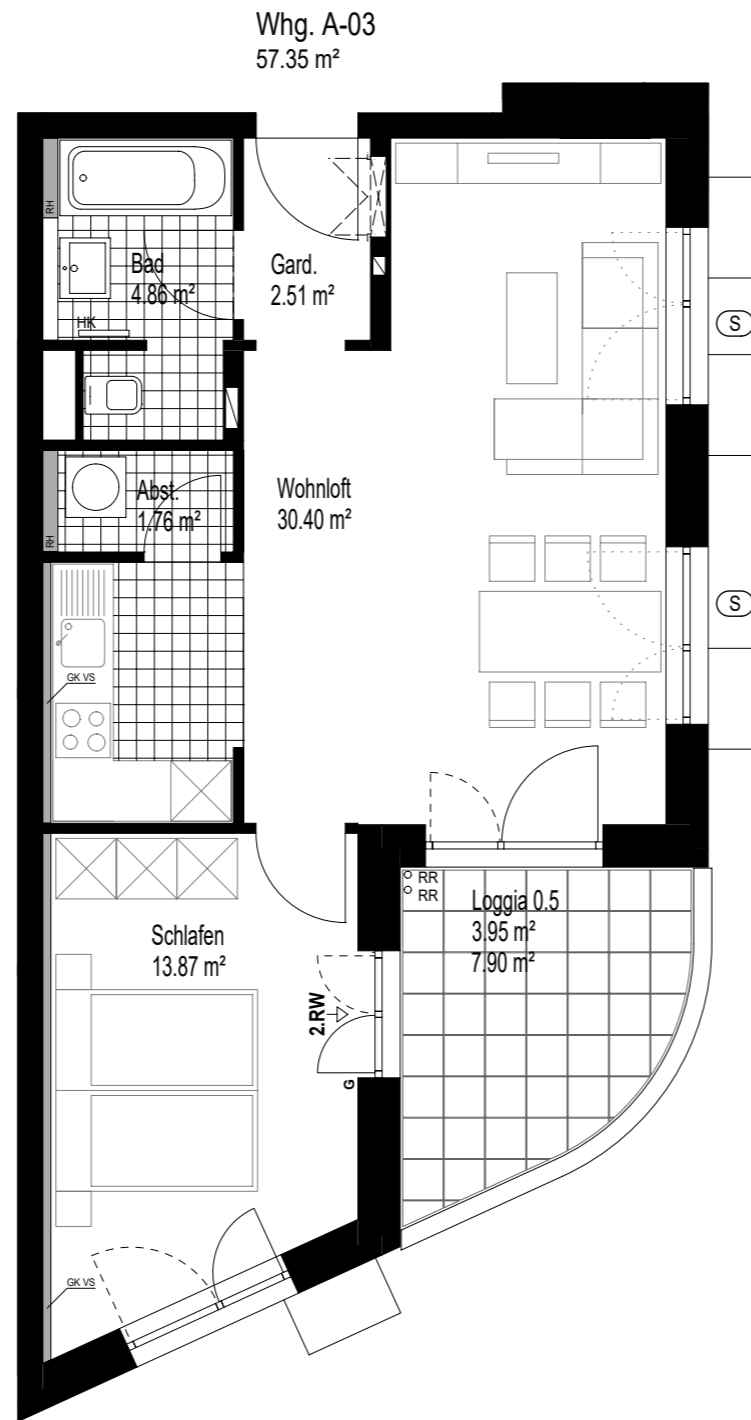 Whg. A-03
57.35 m²
RH
Bad
4.86 m²
HK
Gard.
2.51 m²
S
Abst.
1.76 m²
RH
Wohnloft
30.40 m²
S
GK VS
RR
RR
Loggia 0.5
3.95 m²
7.90 m²
Schlafen
13.87 m²
2.RW
G
GK VS